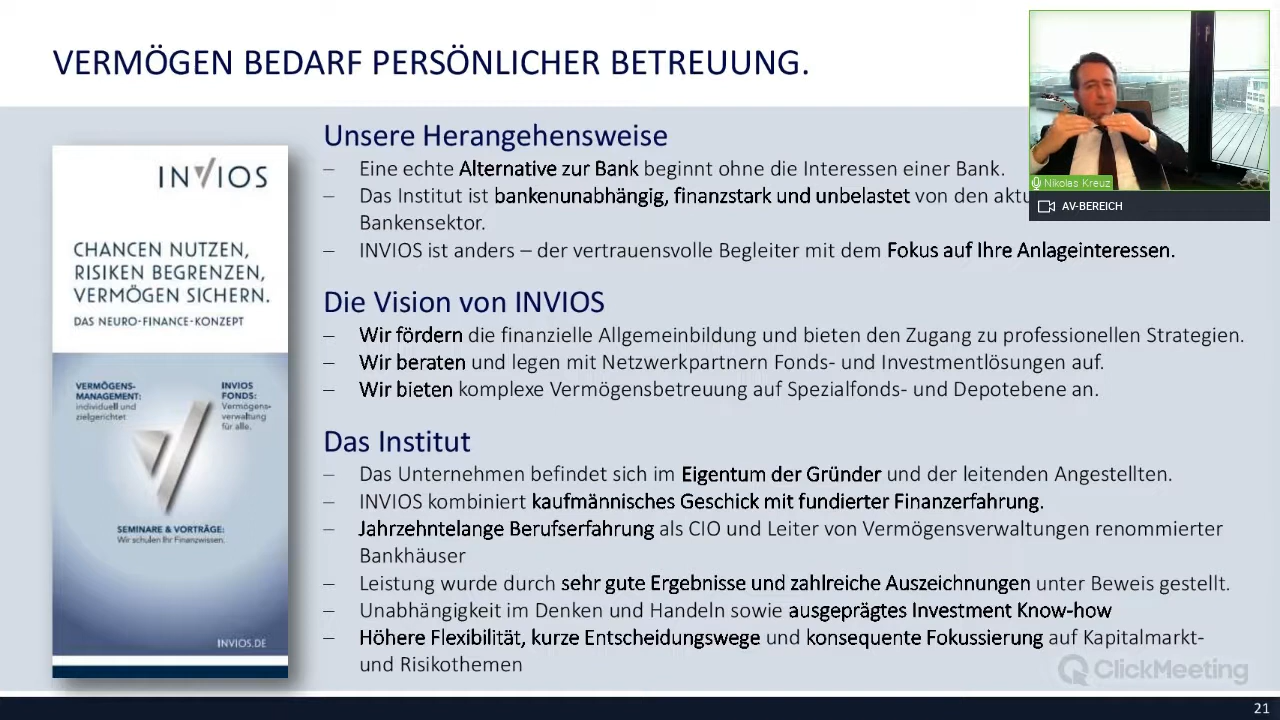 VERMÖGEN BEDARF PERSÖNLICHER BETREUUNG.
Nikolas Kreuz
AV-BEREICH
INVIOS
CHANCEN NUTZEN,
RISIKEN BEGRENZEN,
VERMÖGEN SICHERN.
DAS NEURO-FINANCE-KONZEPT
VERMÖGENS-
MANAGEMENT:
individuell und
zielgerichtet
INVIOS
FONDS:
Vermögens-
verwaltung
für alle.
SEMINARE & VORTRÄGE:
Wir schulen Ihr Finanzwissen.
INVIOS.DE
Unsere Herangehensweise
– Eine echte Alternative zur Bank beginnt ohne die Interessen einer Bank.
– Das Institut ist bankenunabhängig, finanzstark und unbelastet von den
Bankensektor.
– INVIOS ist anders – der vertrauensvolle Begleiter mit dem Fokus auf Ihre Anlageinteressen.
Die Vision von INVIOS
– Wir fördern die finanzielle Allgemeinbildung und bieten den Zugang zu professionellen Strategien.
– Wir beraten und legen mit Netzwerkpartnern Fonds- und Investmentlösungen auf.
– Wir bieten komplexe Vermögensbetreuung auf Spezialfonds- und Depotebene an.
Das Institut
– Das Unternehmen befindet sich im Eigentum der Gründer und der leitenden Angestellten.
– INVIOS kombiniert kaufmännisches Geschick mit fundierter Finanzerfahrung.
– Jahrzehntelange Berufserfahrung als CIO und Leiter von Vermögensverwaltungen renommierter
Bankhäuser
– Leistung wurde durch sehr gute Ergebnisse und zahlreiche Auszeichnungen unter Beweis gestellt.
– Unabhängigkeit im Denken und Handeln sowie ausgeprägtes Investment Know-how
– Höhere Flexibilität, kurze Entscheidungswege und konsequente Fokussierung auf Kapitalmarkt-
und Risikothemen
ClickMeeting
21